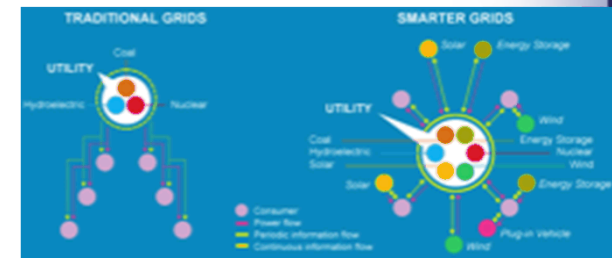 TRADITIONAL GRIDS
Coal
UTILITY
Hydroelectric
Nuclear
SMARTER GRIDS
Solar
Energy Storage
UTILITY
Wind
Coal
Energy Storage
Hydroelectric
Nuclear
Solar
Wind
Solar
Energy Storage
Plug-in Vehicle
Wind
Consumer
Power flow
Periodic information flow
Continuous information flow